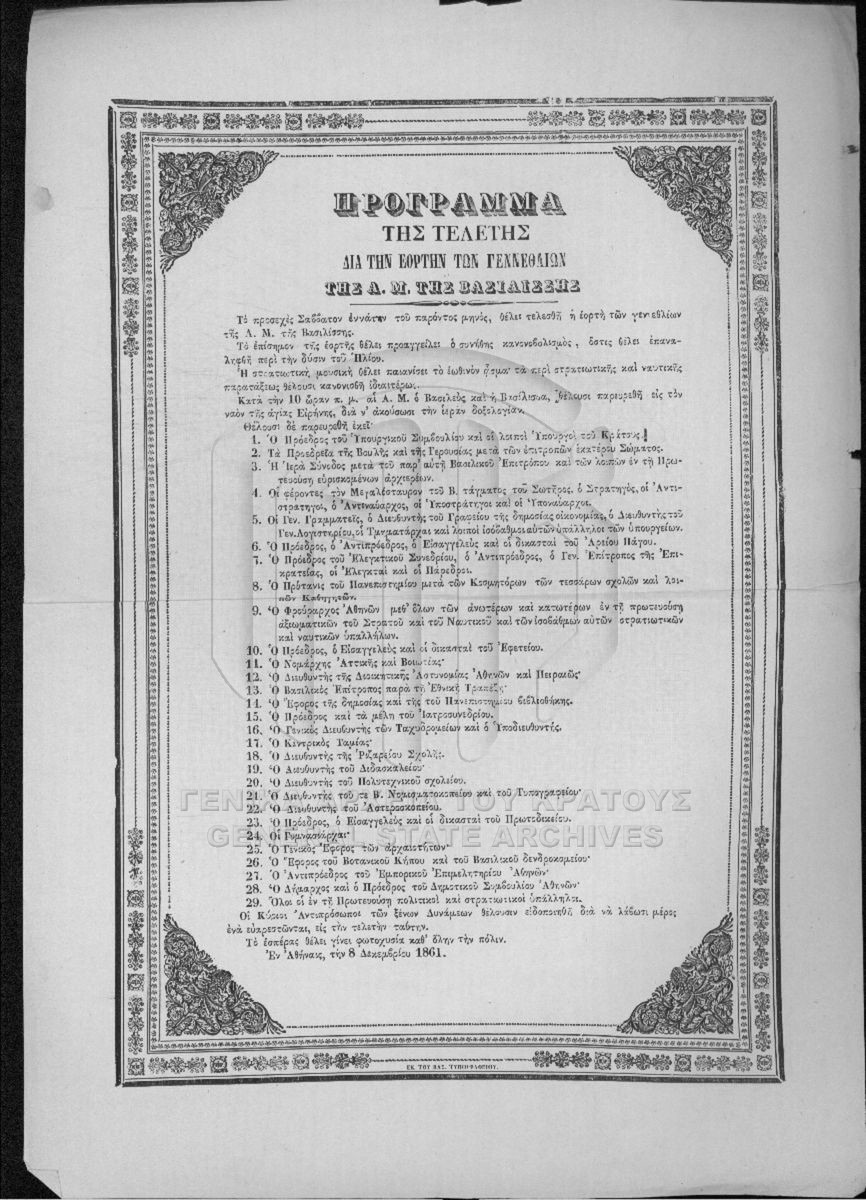 ΠΡΟΓΡΑΜΜΑ
ΤΗΣ ΤΕΛΕΤΗΣ
ΔΙΑ ΤΗΝ ΕΟΡΤΗΝ ΤΩΝ ΓΕΝΝΕΘΛΙΩΝ
ΤΗΣ Α. Μ. ΤΗΣ ΒΑΣΙΛΙΣΣΗΣ
Τὸ προσεχὲς Σάββατον ἐννάτην τοῦ παρόντος μηνὸς, θέλει τελεσθῆ ἡ ἑορτὴ τῶν γενεθλίων
τῆς Α. Μ. τῆς Βασιλίσσης.
Τὸ ἐπίσημον τῆς ἑορτῆς θέλει προαγγείλει ὁ συνήθης κανονοβολισμὸς, ὅστις θέλει ἐπανα-
ληφθῆ περὶ τὴν δύσιν τοῦ Ἡλίου.
Ἡ στρατιωτικὴ μουσικὴ θέλει παιανίσει τὸ ἑωθινὸν ᾆσμα· τὰ περὶ στρατιωτικῆς καὶ ναυτικῆς
παρατάξεως θέλουσι κανονισθῆ ἰδιαιτέρως.
Κατὰ τὴν 10 ὥραν π. μ. αἱ Α. Μ. ὁ Βασιλεὺς καὶ ἡ Βασίλισσα, θέλουσι παρευρεθῆ εἰς τὸν
ναὸν τῆς ἁγίας Εἰρήνης, διὰ ν' ἀκούσωσι τὴν ἱερὰν δοξολογίαν.
Θέλουσι δὲ παρευρεθῆ ἐκεῖ·
1. Ὁ Πρόεδρος τοῦ Ὑπουργικοῦ Συμβουλίου καὶ οἱ λοιποὶ Ὑπουργοὶ τοῦ Κράτους.
2. Τὰ Προεδρεῖα τῆς Βουλῆς καὶ τῆς Γερουσίας μετὰ τῶν ἐπιτροπῶν ἑκατέρου Σώματος.
3. Ἡ Ἱερὰ Σύνοδος μετὰ τοῦ παρ' αὐτῇ Βασιλικοῦ Ἐπιτρόπου καὶ τῶν λοιπῶν ἐν τῇ Πρω-
τευούσῃ εὑρισκομένων ἀρχιερέων.
4. Οἱ φέροντες τὸν Μεγαλόσταυρον τοῦ Β. τάγματος τοῦ Σωτῆρος, ὁ Στρατηγὸς, οἱ Ἀντι-
στράτηγοι, ὁ Ἀντιναύαρχος, οἱ Ὑποστράτηγοι καὶ οἱ Ὑποναύαρχοι.
5. Οἱ Γεν. Γραμματεῖς, ὁ Διευθυντὴς τοῦ Γραφείου τῆς δημοσίας οἰκονομίας, ὁ Διευθυντὴς τοῦ
Γεν. Λογιστηρίου, οἱ Τμηματάρχαι καὶ λοιποὶ ἰσόβαθμοι αὐτῶν ὑπάλληλοι τῶν ὑπουργείων.
6. Ὁ Πρόεδρος, ὁ Ἀντιπρόεδρος, ὁ Εἰσαγγελεὺς καὶ οἱ δικασταὶ τοῦ Ἀρείου Πάγου.
7. Ὁ Πρόεδρος τοῦ Ἐλεγκτικοῦ Συνεδρίου, ὁ Ἀντιπρόεδρος, ὁ Γεν. Ἐπίτροπος τῆς Ἐπι-
κρατείας, οἱ Ἐλεγκταὶ καὶ οἱ Πάρεδροι.
8. Ὁ Πρύτανις τοῦ Πανεπιστημίου μετὰ τῶν Κοσμητόρων τῶν τεσσάρων σχολῶν καὶ λοι-
πῶν Καθηγητῶν.
9. Ὁ Φρούραρχος Ἀθηνῶν μεθ' ὅλων τῶν ἀνωτέρων καὶ κατωτέρων ἐν τῇ πρωτευούσῃ
ἀξιωματικῶν τοῦ Στρατοῦ καὶ τοῦ Ναυτικοῦ καὶ τῶν ἰσοβάθμων αὐτῶν στρατιωτικῶν
καὶ ναυτικῶν ὑπαλλήλων.
10. Ὁ Πρόεδρος, ὁ Εἰσαγγελεὺς καὶ οἱ δικασταὶ τοῦ Ἐφετείου.
11. Ὁ Νομάρχης Ἀττικῆς καὶ Βοιωτίας·
12. Ὁ Διευθυντὴς τῆς Διοικητικῆς Ἀστυνομίας Ἀθηνῶν καὶ Πειραιῶς·
13. Ὁ Βασιλικὸς Ἐπίτροπος παρὰ τῇ Ἐθνικῇ Τραπέζῃ·
14. Ὁ Ἔφορος τῆς δημοσίας καὶ τῆς τοῦ Πανεπιστημίου βιβλιοθήκης.
15. Ὁ Πρόεδρος καὶ τὰ μέλη τοῦ Ἰατροσυνεδρίου.
16. Ὁ Γενικὸς Διευθυντὴς τῶν Ταχυδρομείων καὶ ὁ Ὑποδιευθυντής.
17. Ὁ Κεντρικὸς Ταμίας·
18. Ὁ Διευθυντὴς τῆς Ῥιζαρείου Σχολῆς.
19. Ὁ Διευθυντὴς τοῦ Διδασκαλείου·
20. Ὁ Διευθυντὴς τοῦ Πολυτεχνικοῦ σχολείου.
21. Ὁ Διευθυντὴς τοῦ τε Β. Νομισματοκοπείου καὶ τοῦ Τυπογραφείου·
22. Ὁ Διευθυντὴς τοῦ Ἀστεροσκοπείου.
23. Ὁ Πρόεδρος, ὁ Εἰσαγγελεὺς καὶ οἱ δικασταὶ τοῦ Πρωτοδικείου.
24. Οἱ Γυμνασιάρχαι·
25. Ὁ Γενικὸς Ἔφορος τῶν ἀρχαιοτήτων·
26. Ὁ Ἔφορος τοῦ Βοτανικοῦ Κήπου καὶ τοῦ Βασιλικοῦ δενδροκομείου·
27. Ὁ Ἀντιπρόεδρος τοῦ Ἐμπορικοῦ Ἐπιμελητηρίου Ἀθηνῶν·
28. Ὁ Δήμαρχος καὶ ὁ Πρόεδρος τοῦ Δημοτικοῦ Συμβουλίου Ἀθηνῶν·
29. Ὅλοι οἱ ἐν τῇ Πρωτευούσῃ πολιτικοὶ καὶ στρατιωτικοὶ ὑπάλληλοι.
Οἱ Κύριοι Ἀντιπρόσωποι τῶν ξένων Δυνάμεων θέλουσιν εἰδοποιηθῆ διὰ νὰ λάβωσι μέρος
ἐνᾶ εὐαρεστῶνται, εἰς τὴν τελετὴν ταύτην.
Τὸ ἑσπέρας θέλει γίνει φωτοχυσία καθ' ὅλην τὴν πόλιν.
Ἐν Ἀθήναις, τὴν 8 Δεκεμβρίου 1861.
ΕΚ ΤΟΥ ΒΑΣ. ΤΥΠΟΓΡΑΦΕΙΟΥ.
ΓΕΝΙΚΑ ΑΡΧΕΙΑ ΤΟΥ ΚΡΑΤΟΥΣ
GENERAL STATE ARCHIVES